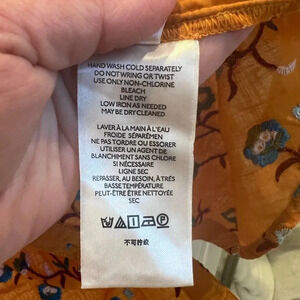 HAND WASH COLD SEPARATELY
DO NOT WRING OR TWIST
USE ONLY NON-CHLORINE
BLEACH
LINE DRY
LOW IRON AS NEEDED
MAY BE DRY CLEANED
LAVER À LA MAIN À L'EAU
FROIDE SÉPARÉMEN
NE PAS TORDRE OU ESSORER
UTILISER UN AGENT DE
BLANCHIMENT SANS CHLORE
SI NÉCESSAIRE
LIGNE SEC
REPASSER, AU BESOIN, À TRÈS
BASSE TEMPÉRATURE
PEUT-ÊTRE ÊTRE NETTOYÉE
SEC
不可拧绞